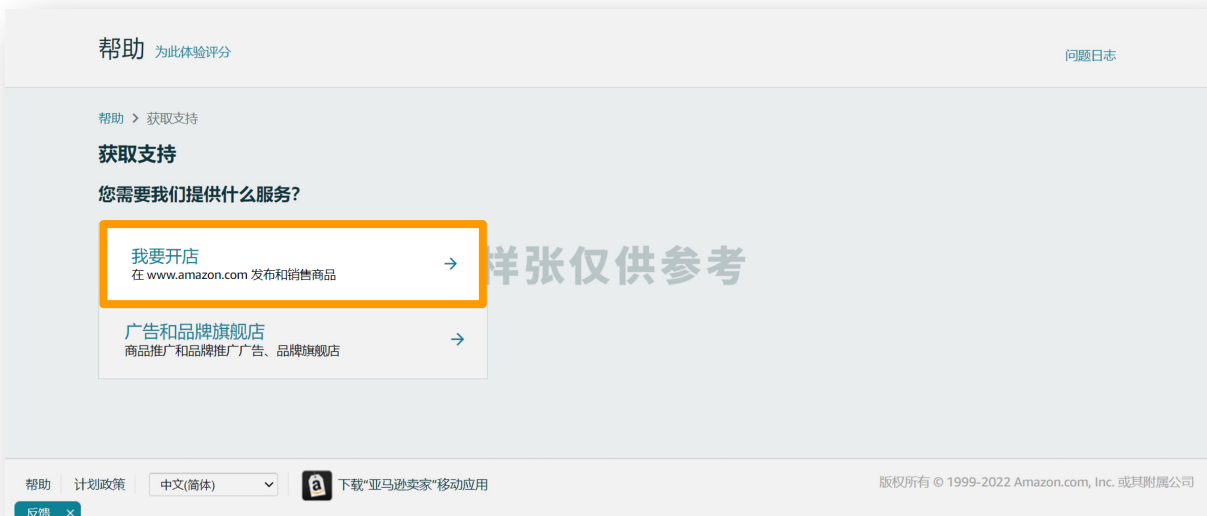 帮助 为此体验评分
问题日志
帮助 > 获取支持
获取支持
您需要我们提供什么服务?
我要开店
在 www.amazon.com 发布和销售商品
样张仅供参考
广告和品牌旗舰店
商品推广和品牌推广广告、品牌旗舰店
帮助 计划政策 中文(简体) 下载“亚马逊卖家”移动应用
版权所有 © 1999-2022 Amazon.com, Inc. 或其附属公司
反馈 ×